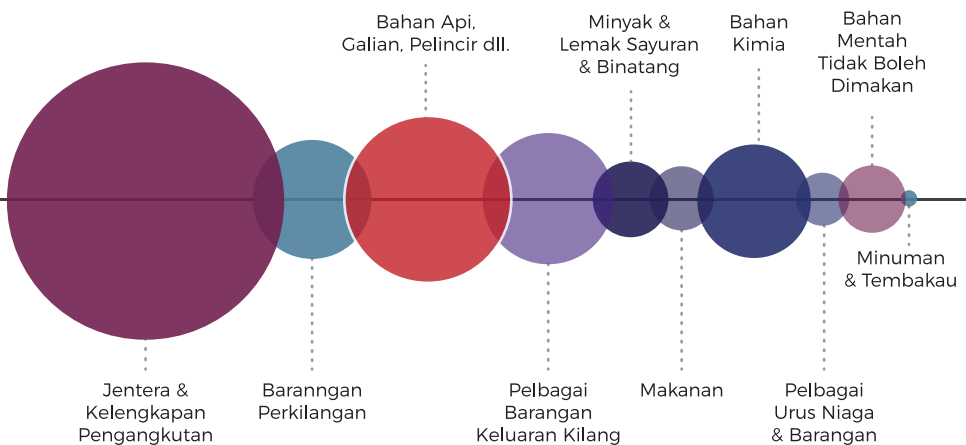 Bahan Api,
Galian, Pelincir dll.
Minyak &
Lemak Sayuran
& Binatang
Bahan
Kimia
Bahan
Mentah
Tidak Boleh
Dimakan
Jentera &
Kelengkapan
Pengangkutan
Baranngan
Perkilangan
Pelbagai
Barangan
Keluaran Kilang
Makanan
Pelbagai
Urus Niaga
& Barangan
Minuman
& Tembakau